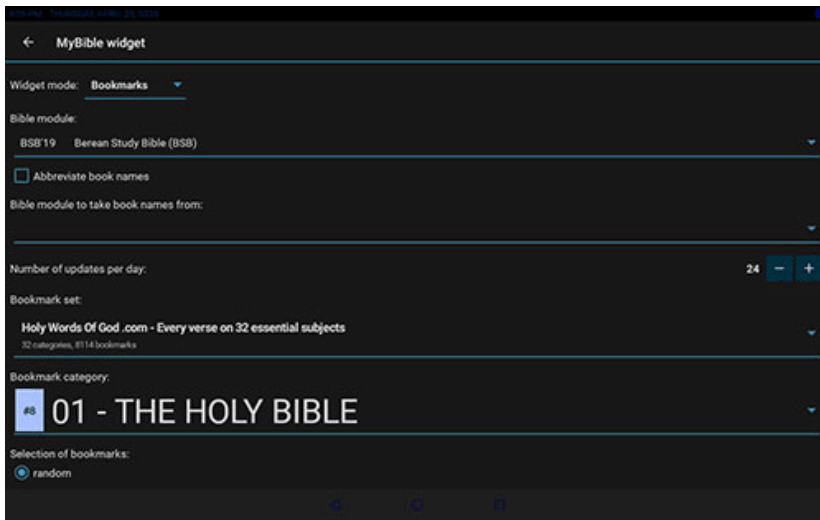 MyBible widget
Widget mode: Bookmarks
Bible module:
BSB'19 Berean Study Bible (BSB)
Abbreviate book names
Bible module to take book names from:
Number of updates per day: 24 − +
Bookmark set:
Holy Words Of God .com - Every verse on 32 essential subjects
32 categories, 8114 bookmarks
Bookmark category:
#8 01 - THE HOLY BIBLE
Selection of bookmarks:
random